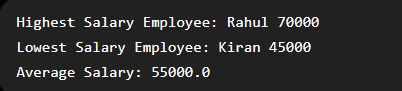 Highest Salary Employee: Rahul 70000
Lowest Salary Employee: Kiran 45000
Average Salary: 55000.0